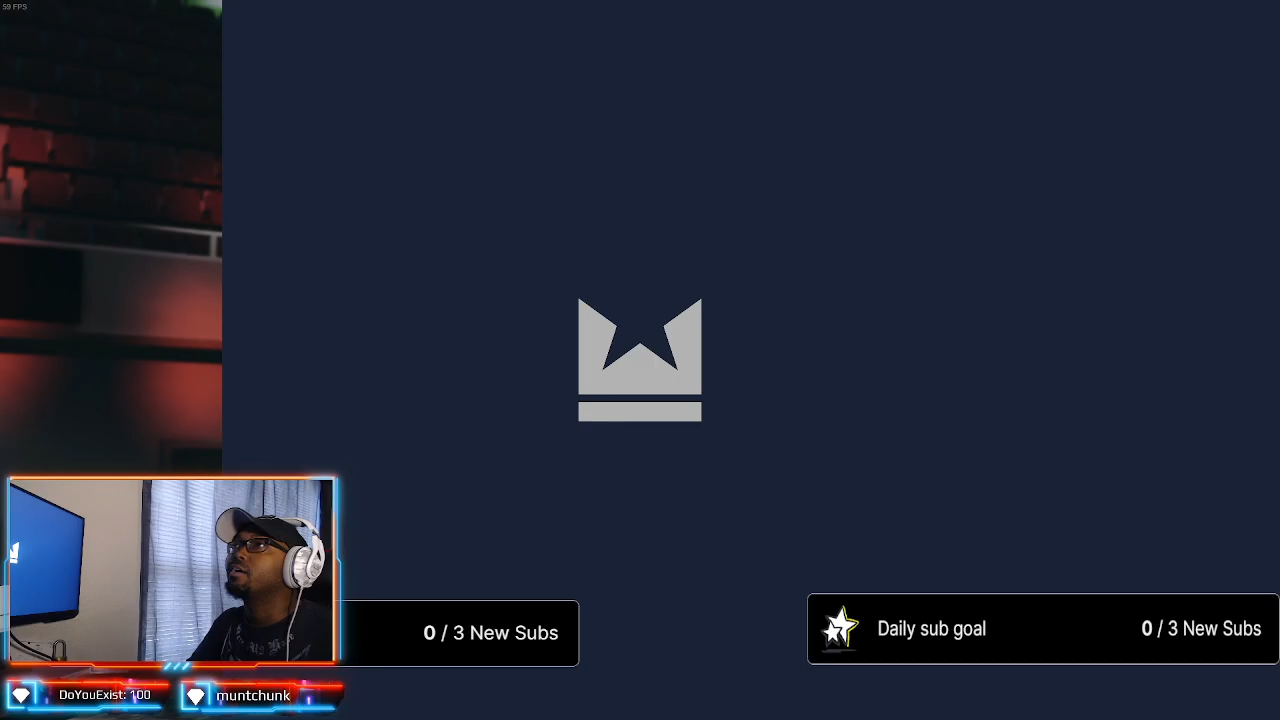 59 FPS
0 / 3 New Subs
Daily sub goal
0 / 3 New Subs
DoYouExist: 100
muntchunk